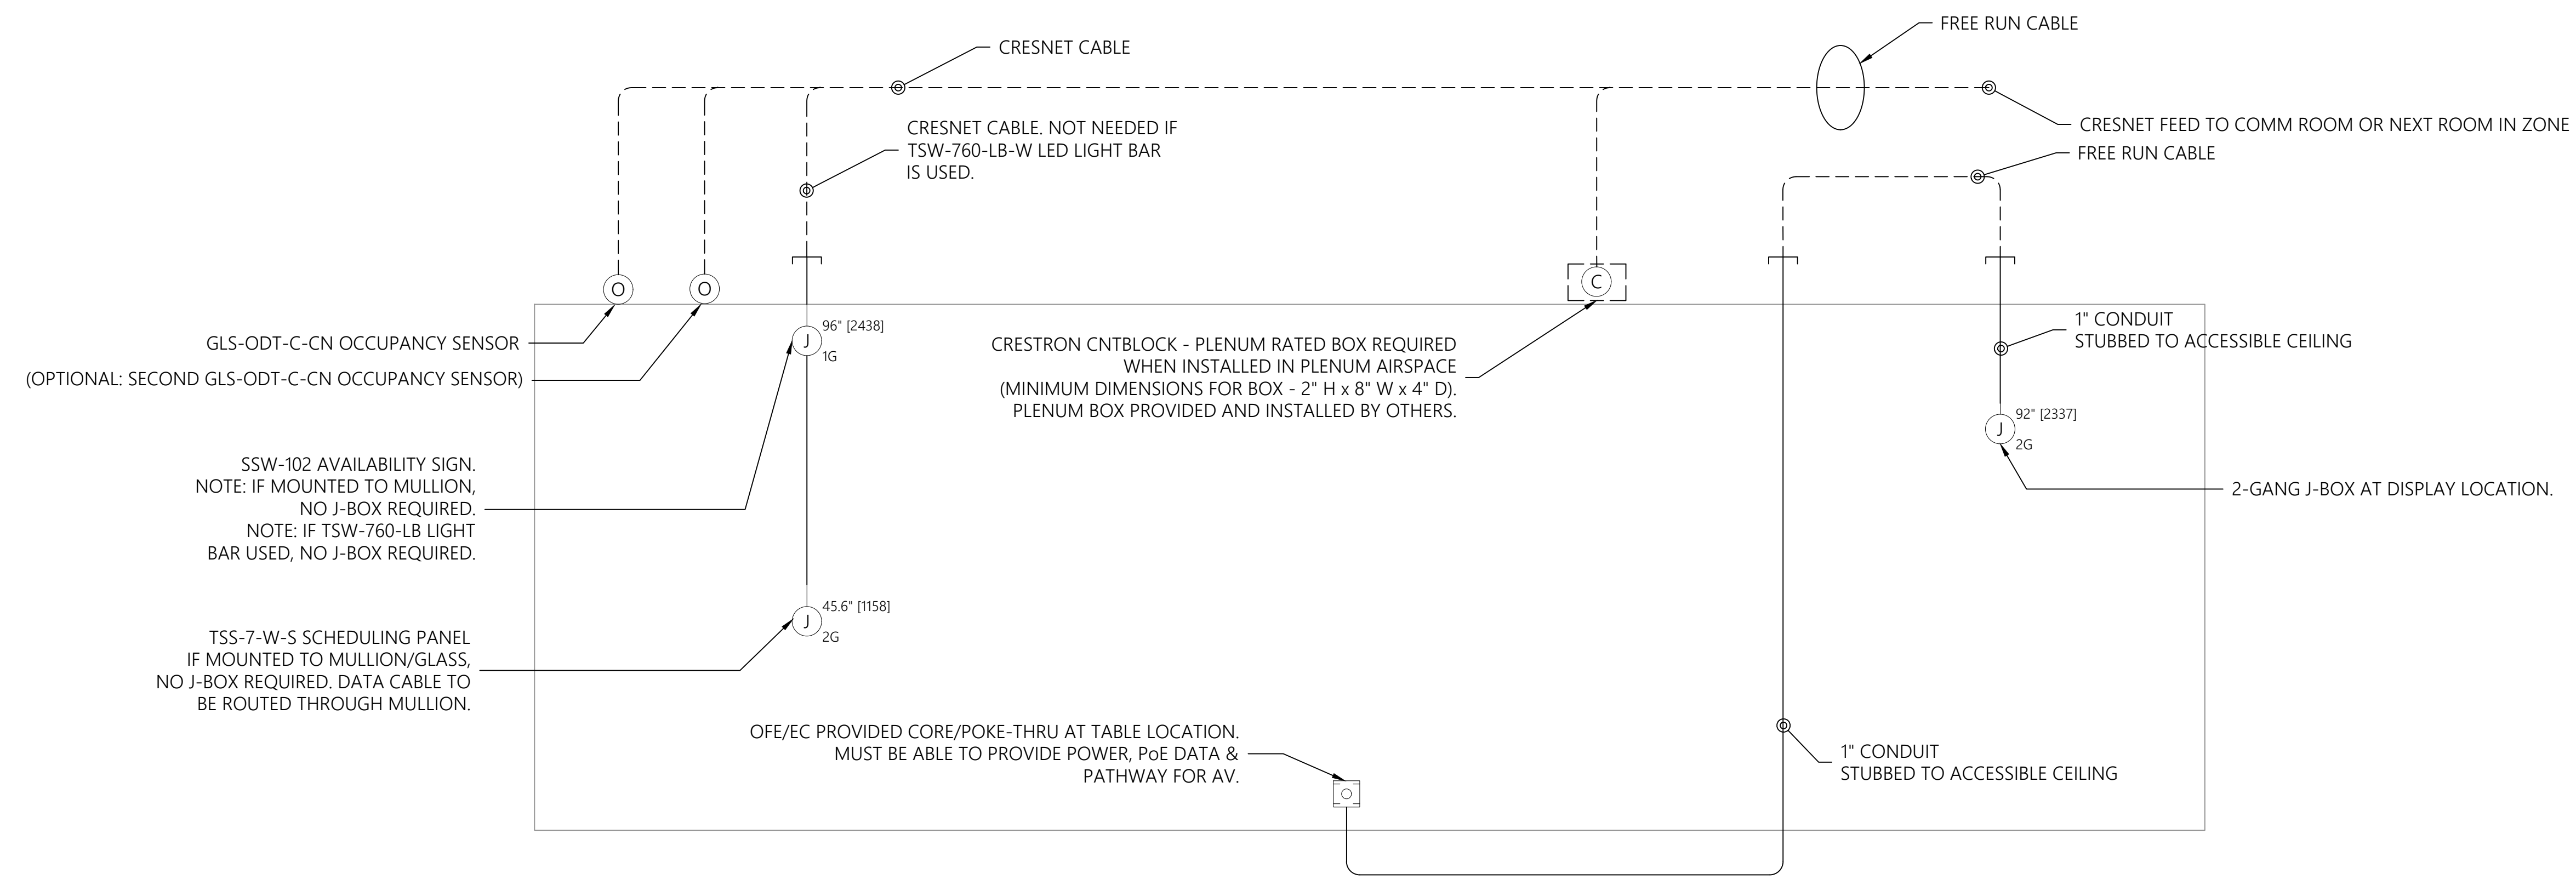 FREE RUN CABLE
CRESNET CABLE
CRESNET FEED TO COMM ROOM OR NEXT ROOM IN ZONE
FREE RUN CABLE
CRESNET CABLE. NOT NEEDED IF
TSW-760-LB-W LED LIGHT BAR
IS USED.
O
O
C
GLS-ODT-C-CN OCCUPANCY SENSOR
(OPTIONAL: SECOND GLS-ODT-C-CN OCCUPANCY SENSOR)
96" [2438]
J
1G
CRESTRON CNTBLOCK - PLENUM RATED BOX REQUIRED
WHEN INSTALLED IN PLENUM AIRSPACE
(MINIMUM DIMENSIONS FOR BOX - 2" H x 8" W x 4" D).
PLENUM BOX PROVIDED AND INSTALLED BY OTHERS.
1" CONDUIT
STUBBED TO ACCESSIBLE CEILING
92" [2337]
J
2G
2-GANG J-BOX AT DISPLAY LOCATION.
SSW-102 AVAILABILITY SIGN.
NOTE: IF MOUNTED TO MULLION,
NO J-BOX REQUIRED.
NOTE: IF TSW-760-LB LIGHT
BAR USED, NO J-BOX REQUIRED.
45.6" [1158]
J
2G
TSS-7-W-S SCHEDULING PANEL
IF MOUNTED TO MULLION/GLASS,
NO J-BOX REQUIRED. DATA CABLE TO
BE ROUTED THROUGH MULLION.
OFE/EC PROVIDED CORE/POKE-THRU AT TABLE LOCATION.
MUST BE ABLE TO PROVIDE POWER, PoE DATA &
PATHWAY FOR AV.
1" CONDUIT
STUBBED TO ACCESSIBLE CEILING